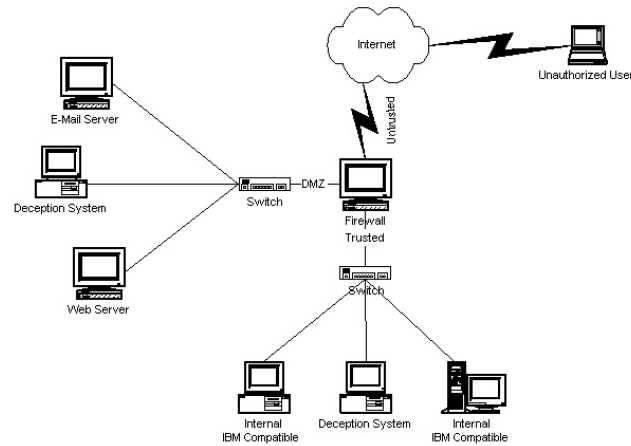 Internet
Unauthorized User
Untrusted
E-Mail Server
Deception System
Switch
DMZ
Firewall
Trusted
Web Server
Switch
Internal
IBM Compatible
Deception System
Internal
IBM Compatible